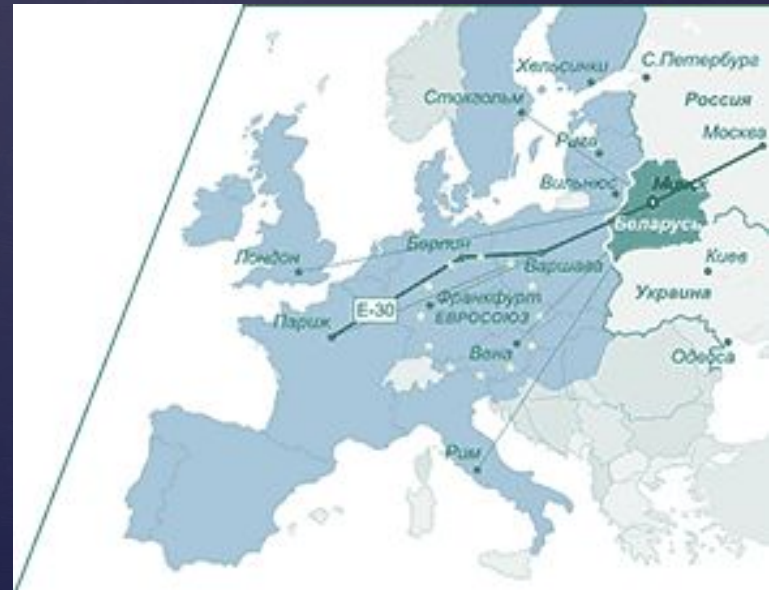 Хельсинки
С.Петербург
Стокгольм
Россия
Москва
Рига
Вильнюс
Минск
Беларусь
Берлин
Лондон
Варшава
Киев
Франкфурт
Украина
E-30
ЕВРОСОЮЗ
Париж
Вена
Одесса
Рим